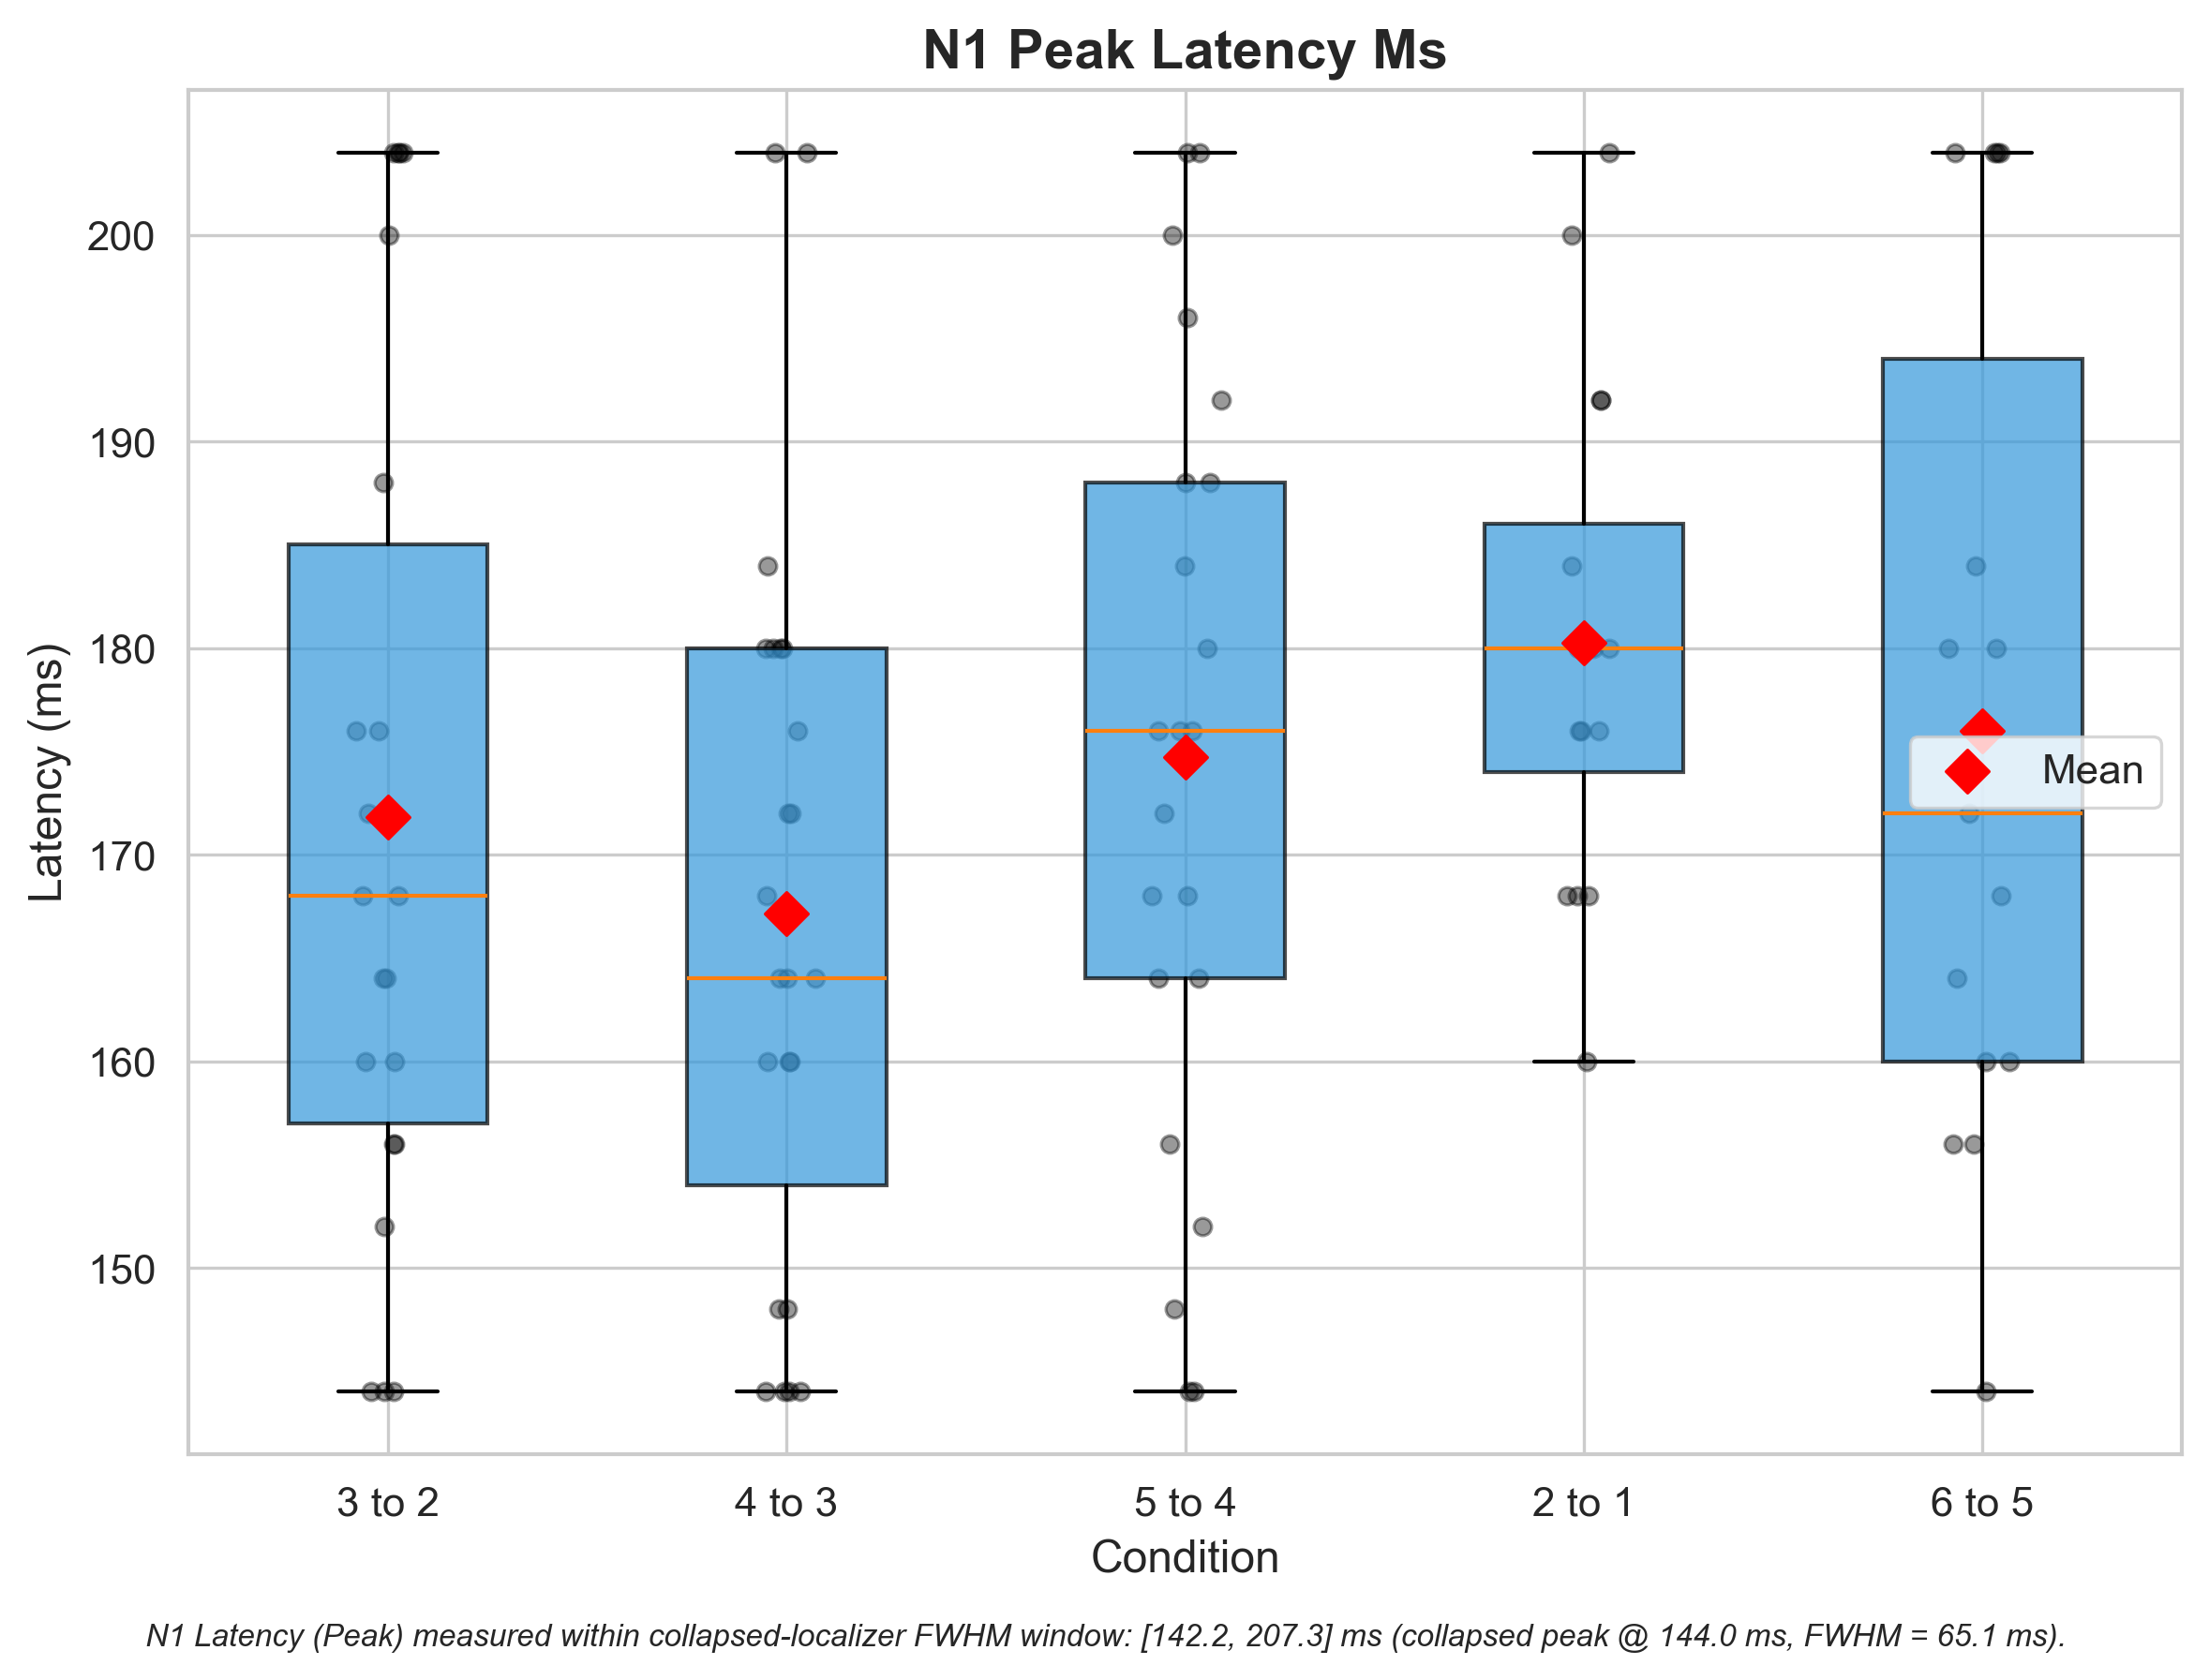 N1 Peak Latency Ms
200
190
180
170
160
150
Latency (ms)
Mean
3 to 2
4 to 3
5 to 4
2 to 1
6 to 5
Condition
N1 Latency (Peak) measured within collapsed-localizer FWHM window: [142.2, 207.3] ms (collapsed peak @ 144.0 ms, FWHM = 65.1 ms).